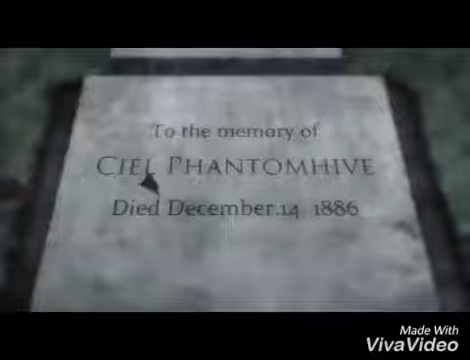 To the memory of
CIEL PHANTOMHIVE
Died December 14, 1886
Made With
VivaVideo